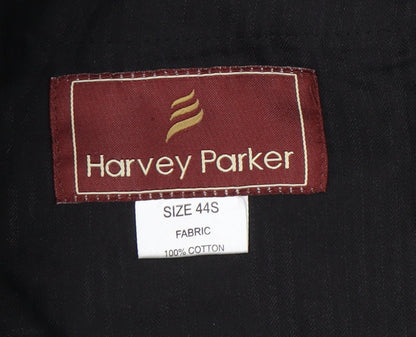 Harvey Parker
SIZE 44S
FABRIC
100% COTTON